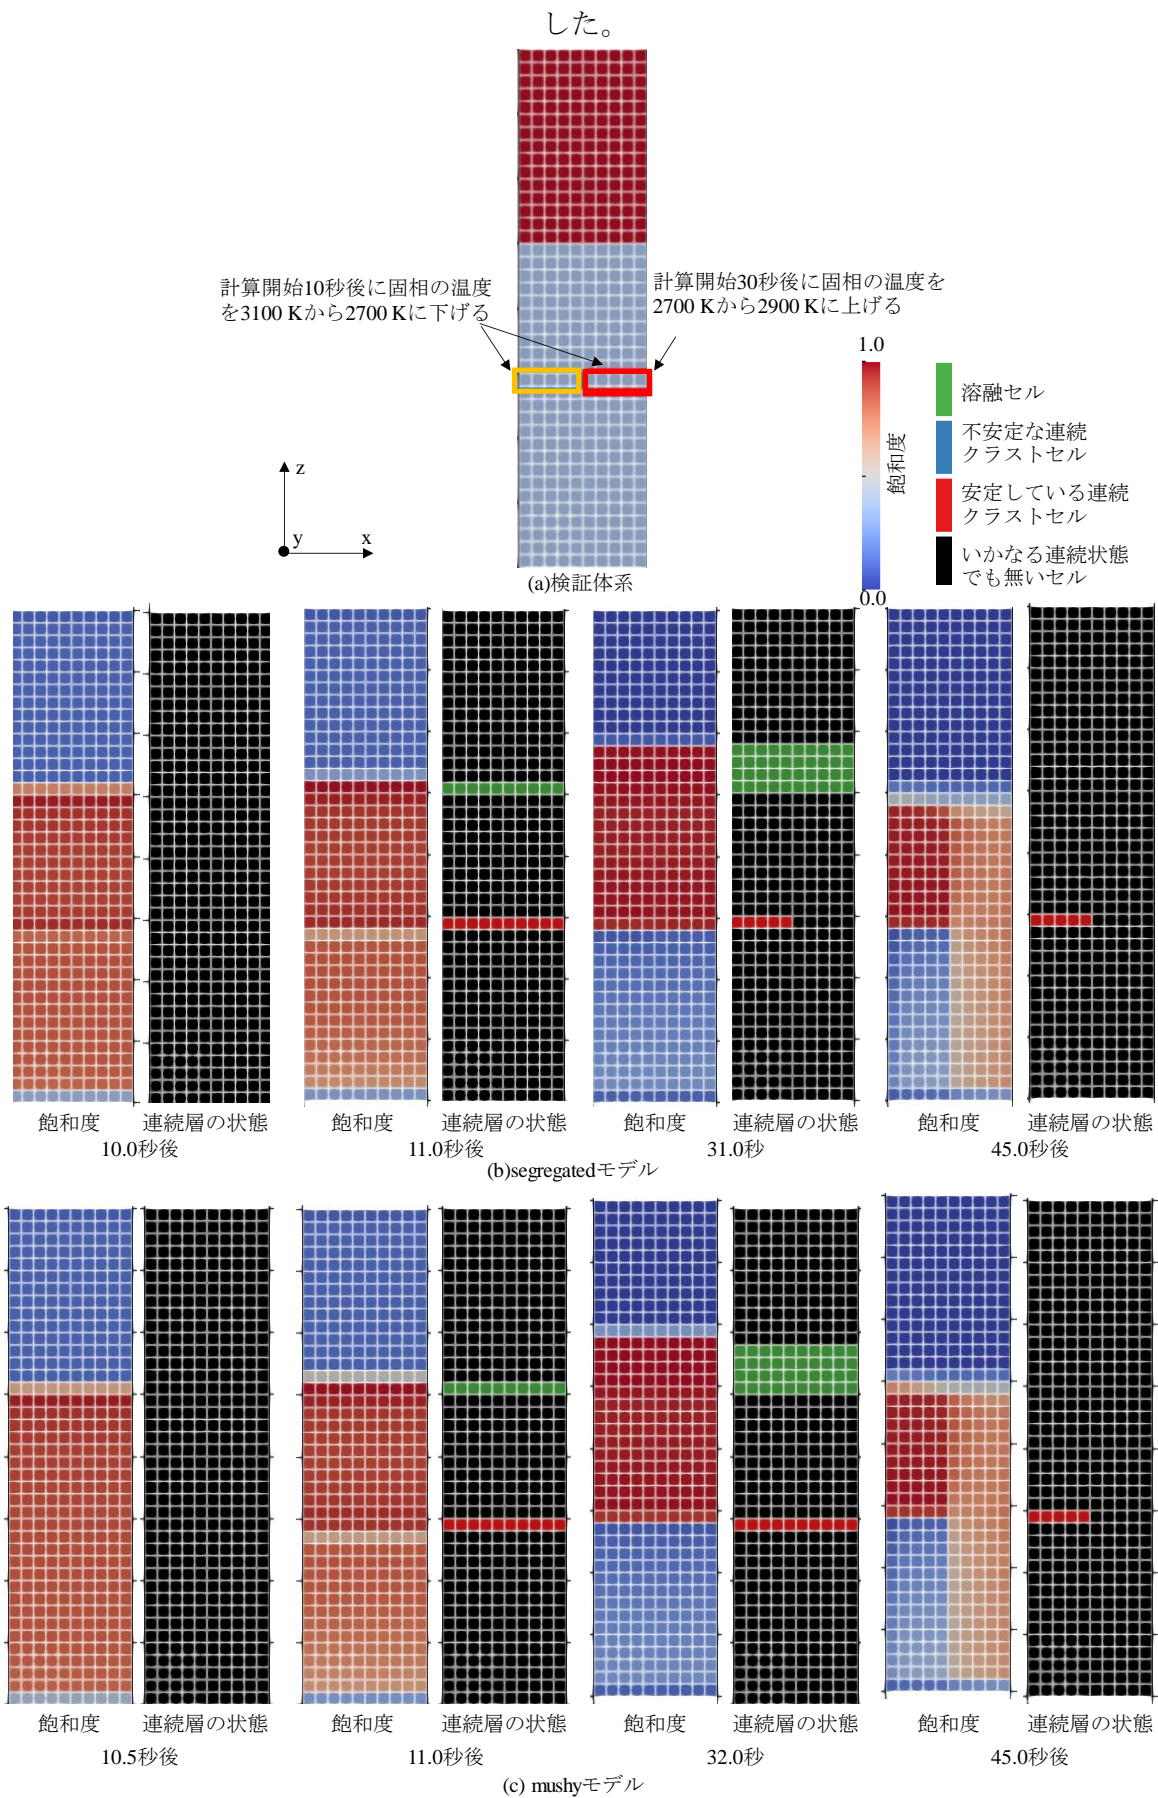 した。
計算開始10秒後に固相の温度
を3100 Kから2700 Kに下げる
計算開始30秒後に固相の温度を
2700 Kから2900 Kに上げる
1.0
飽和度
0.0
溶融セル
不安定な連続
クラストセル
安定している連続
クラストセル
いかなる連続状態
でも無いセル
z
y
x
(a)検証体系
飽和度 連続層の状態 飽和度 連続層の状態 飽和度 連続層の状態 飽和度 連続層の状態
10.0秒後 11.0秒後 31.0秒 45.0秒後
(b)segregatedモデル
飽和度 連続層の状態 飽和度 連続層の状態 飽和度 連続層の状態 飽和度 連続層の状態
10.5秒後 11.0秒後 32.0秒 45.0秒後
(c) mushyモデル